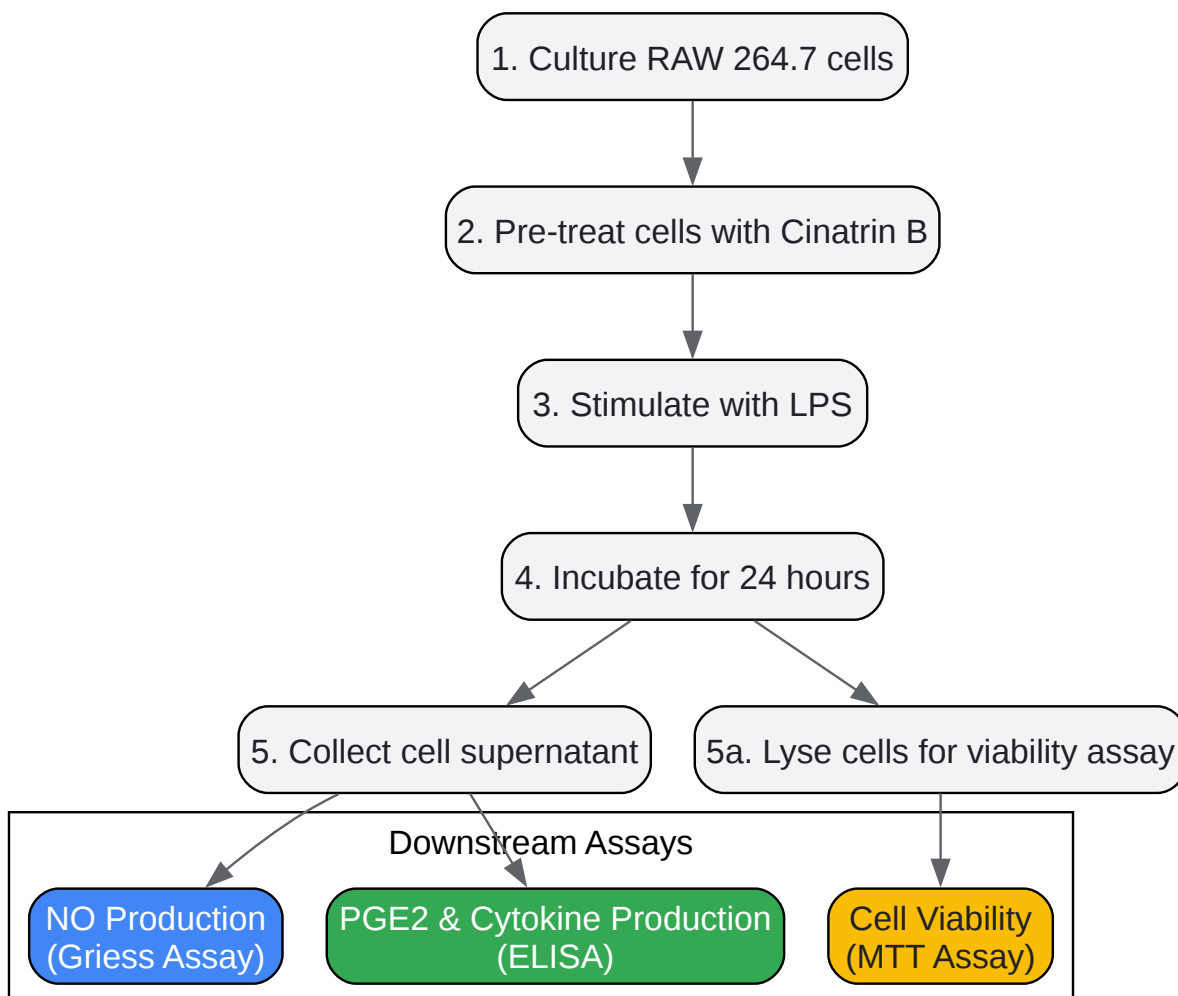 1. Culture RAW 264.7 cells
2. Pre-treat cells with Cinatrin B
3. Stimulate with LPS
4. Incubate for 24 hours
5. Collect cell supernatant
5a. Lyse cells for viability assay
Downstream Assays
NO Production
(Griess Assay)
PGE2 & Cytokine Production
(ELISA)
Cell Viability
(MTT Assay)